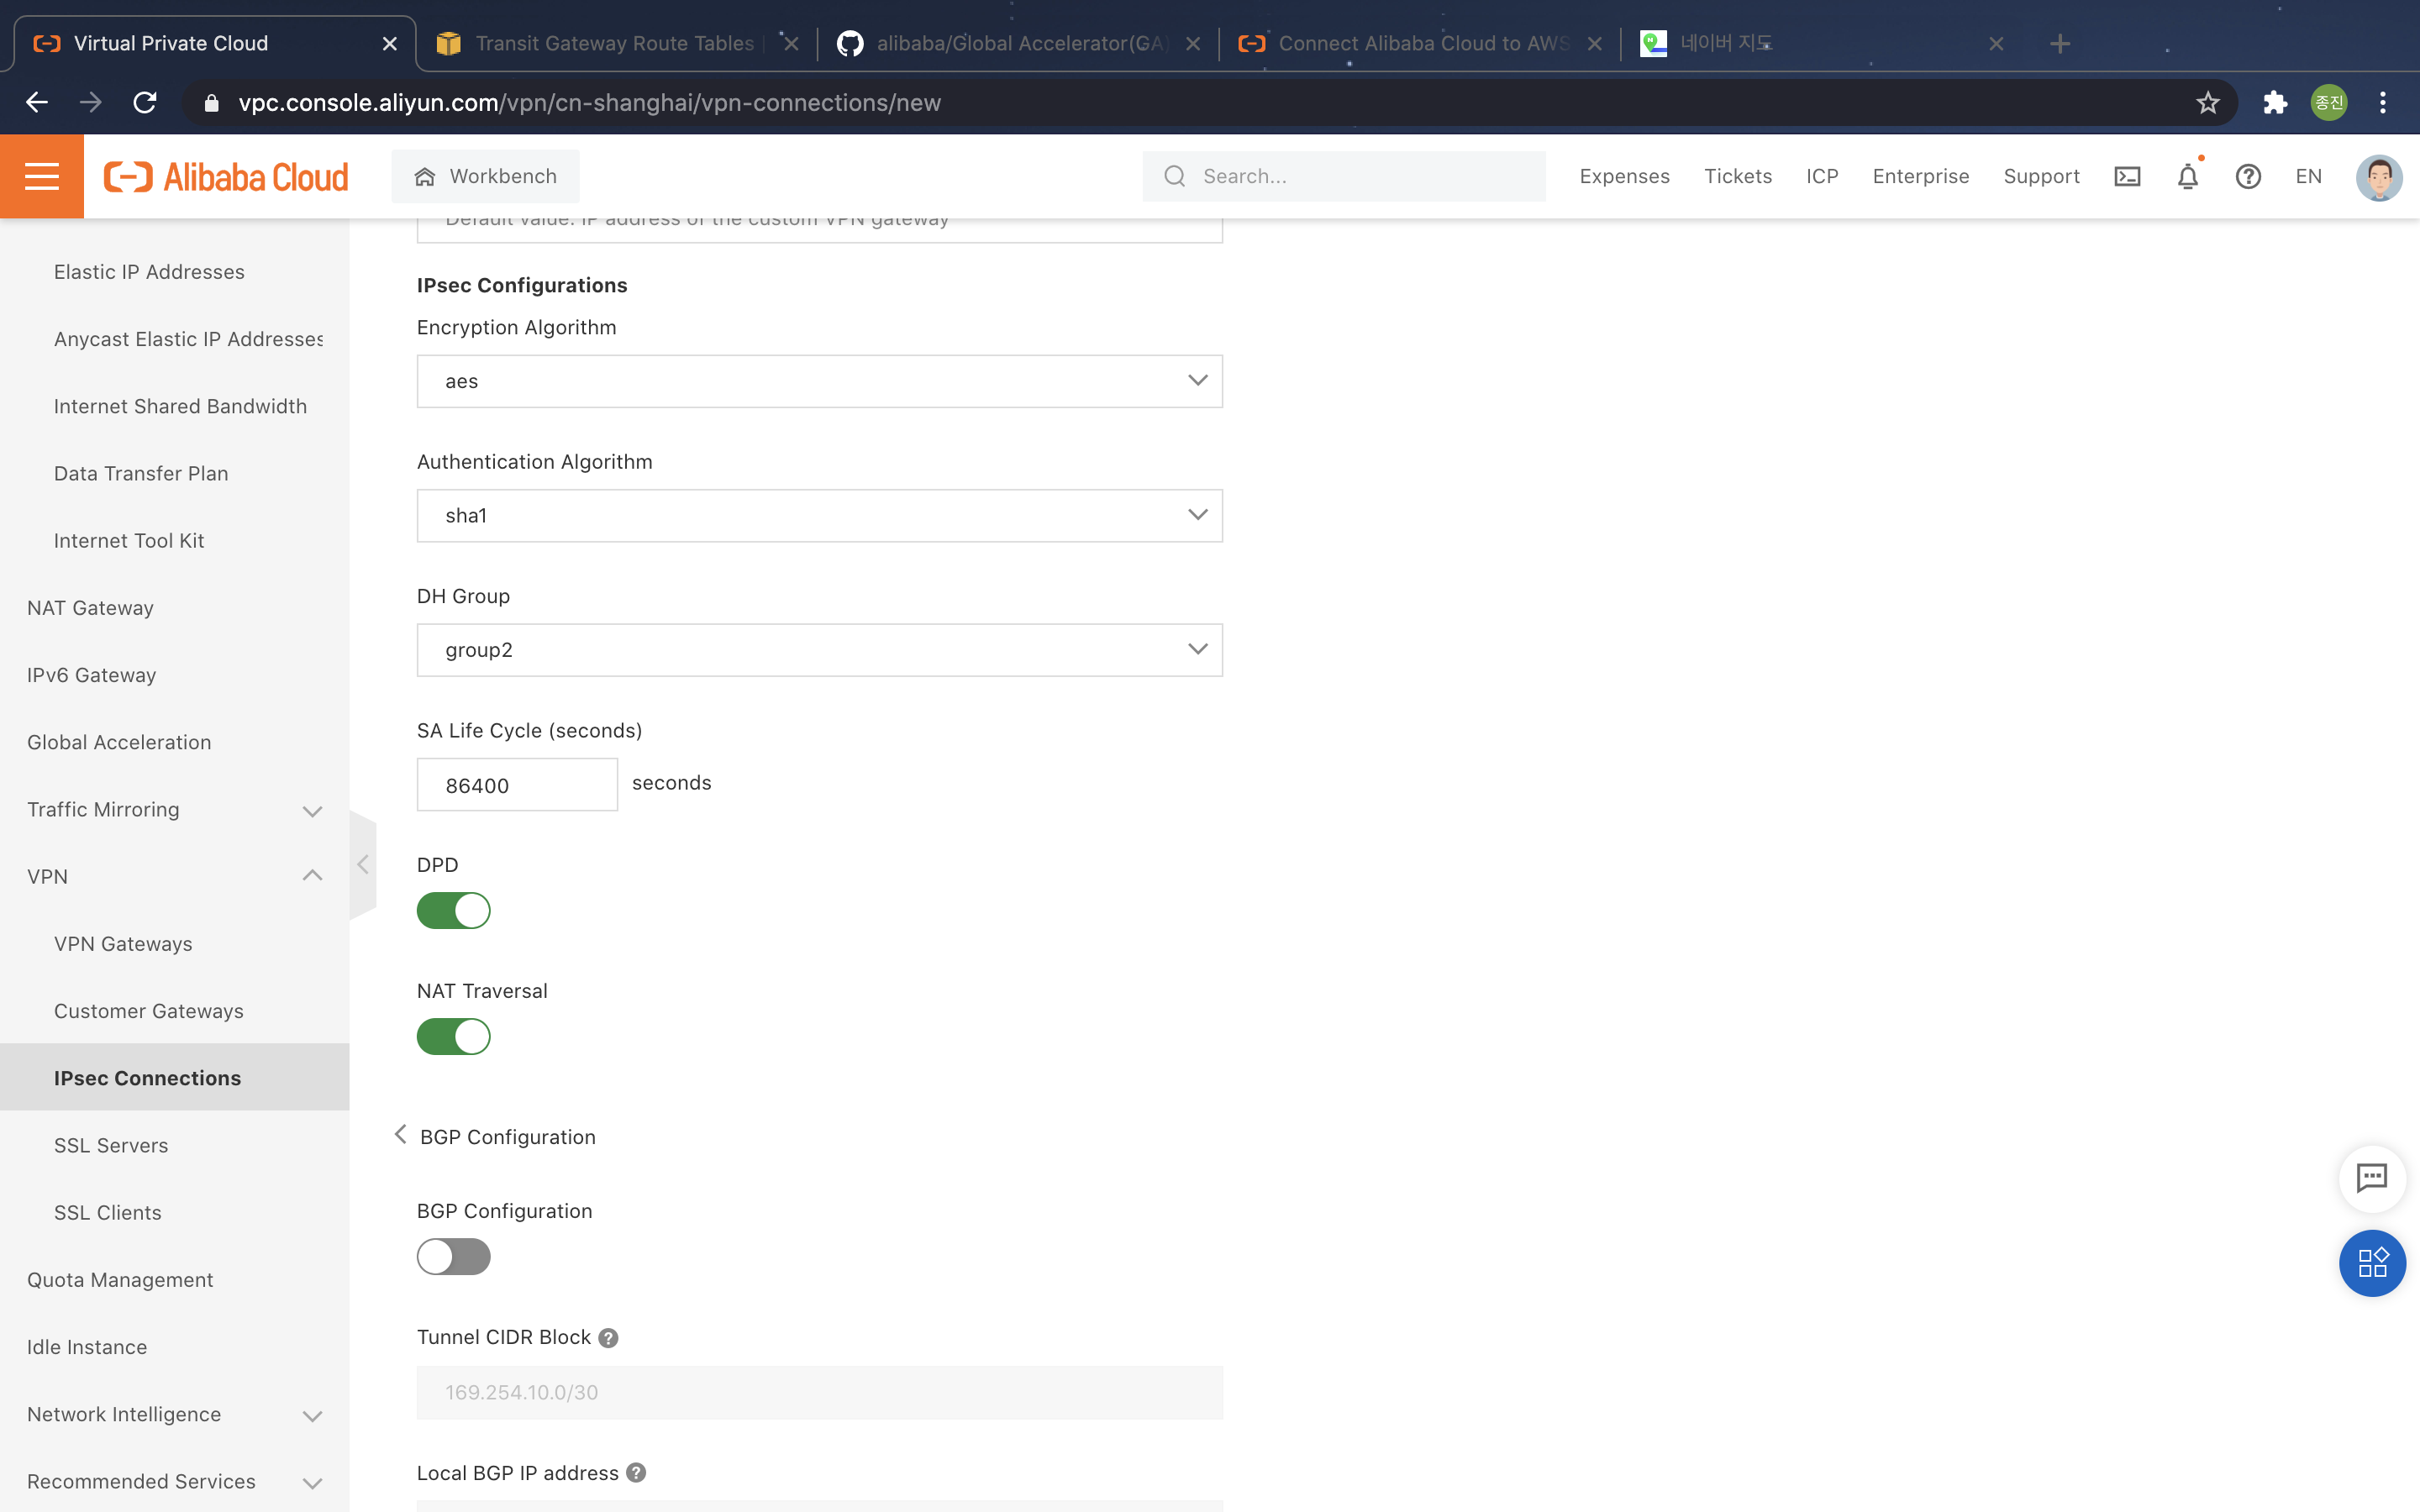 Virtual Private Cloud
Transit Gateway Route Tables |
alibaba/Global Accelerator(GA)
Connect Alibaba Cloud to AWS
네이버 지도
vpc.console.aliyun.com/vpn/cn-shanghai/vpn-connections/new
종진
Alibaba Cloud
Workbench
Search...
Expenses
Tickets
ICP
Enterprise
Support
EN
Default value: IP address of the custom VPN gateway
Elastic IP Addresses
Anycast Elastic IP Addresses
Internet Shared Bandwidth
Data Transfer Plan
Internet Tool Kit
NAT Gateway
IPv6 Gateway
Global Acceleration
Traffic Mirroring
VPN
VPN Gateways
Customer Gateways
IPsec Connections
SSL Servers
SSL Clients
Quota Management
Idle Instance
Network Intelligence
Recommended Services
IPsec Configurations
Encryption Algorithm
aes
Authentication Algorithm
sha1
DH Group
group2
SA Life Cycle (seconds)
86400 seconds
DPD
NAT Traversal
BGP Configuration
BGP Configuration
Tunnel CIDR Block
169.254.10.0/30
Local BGP IP address